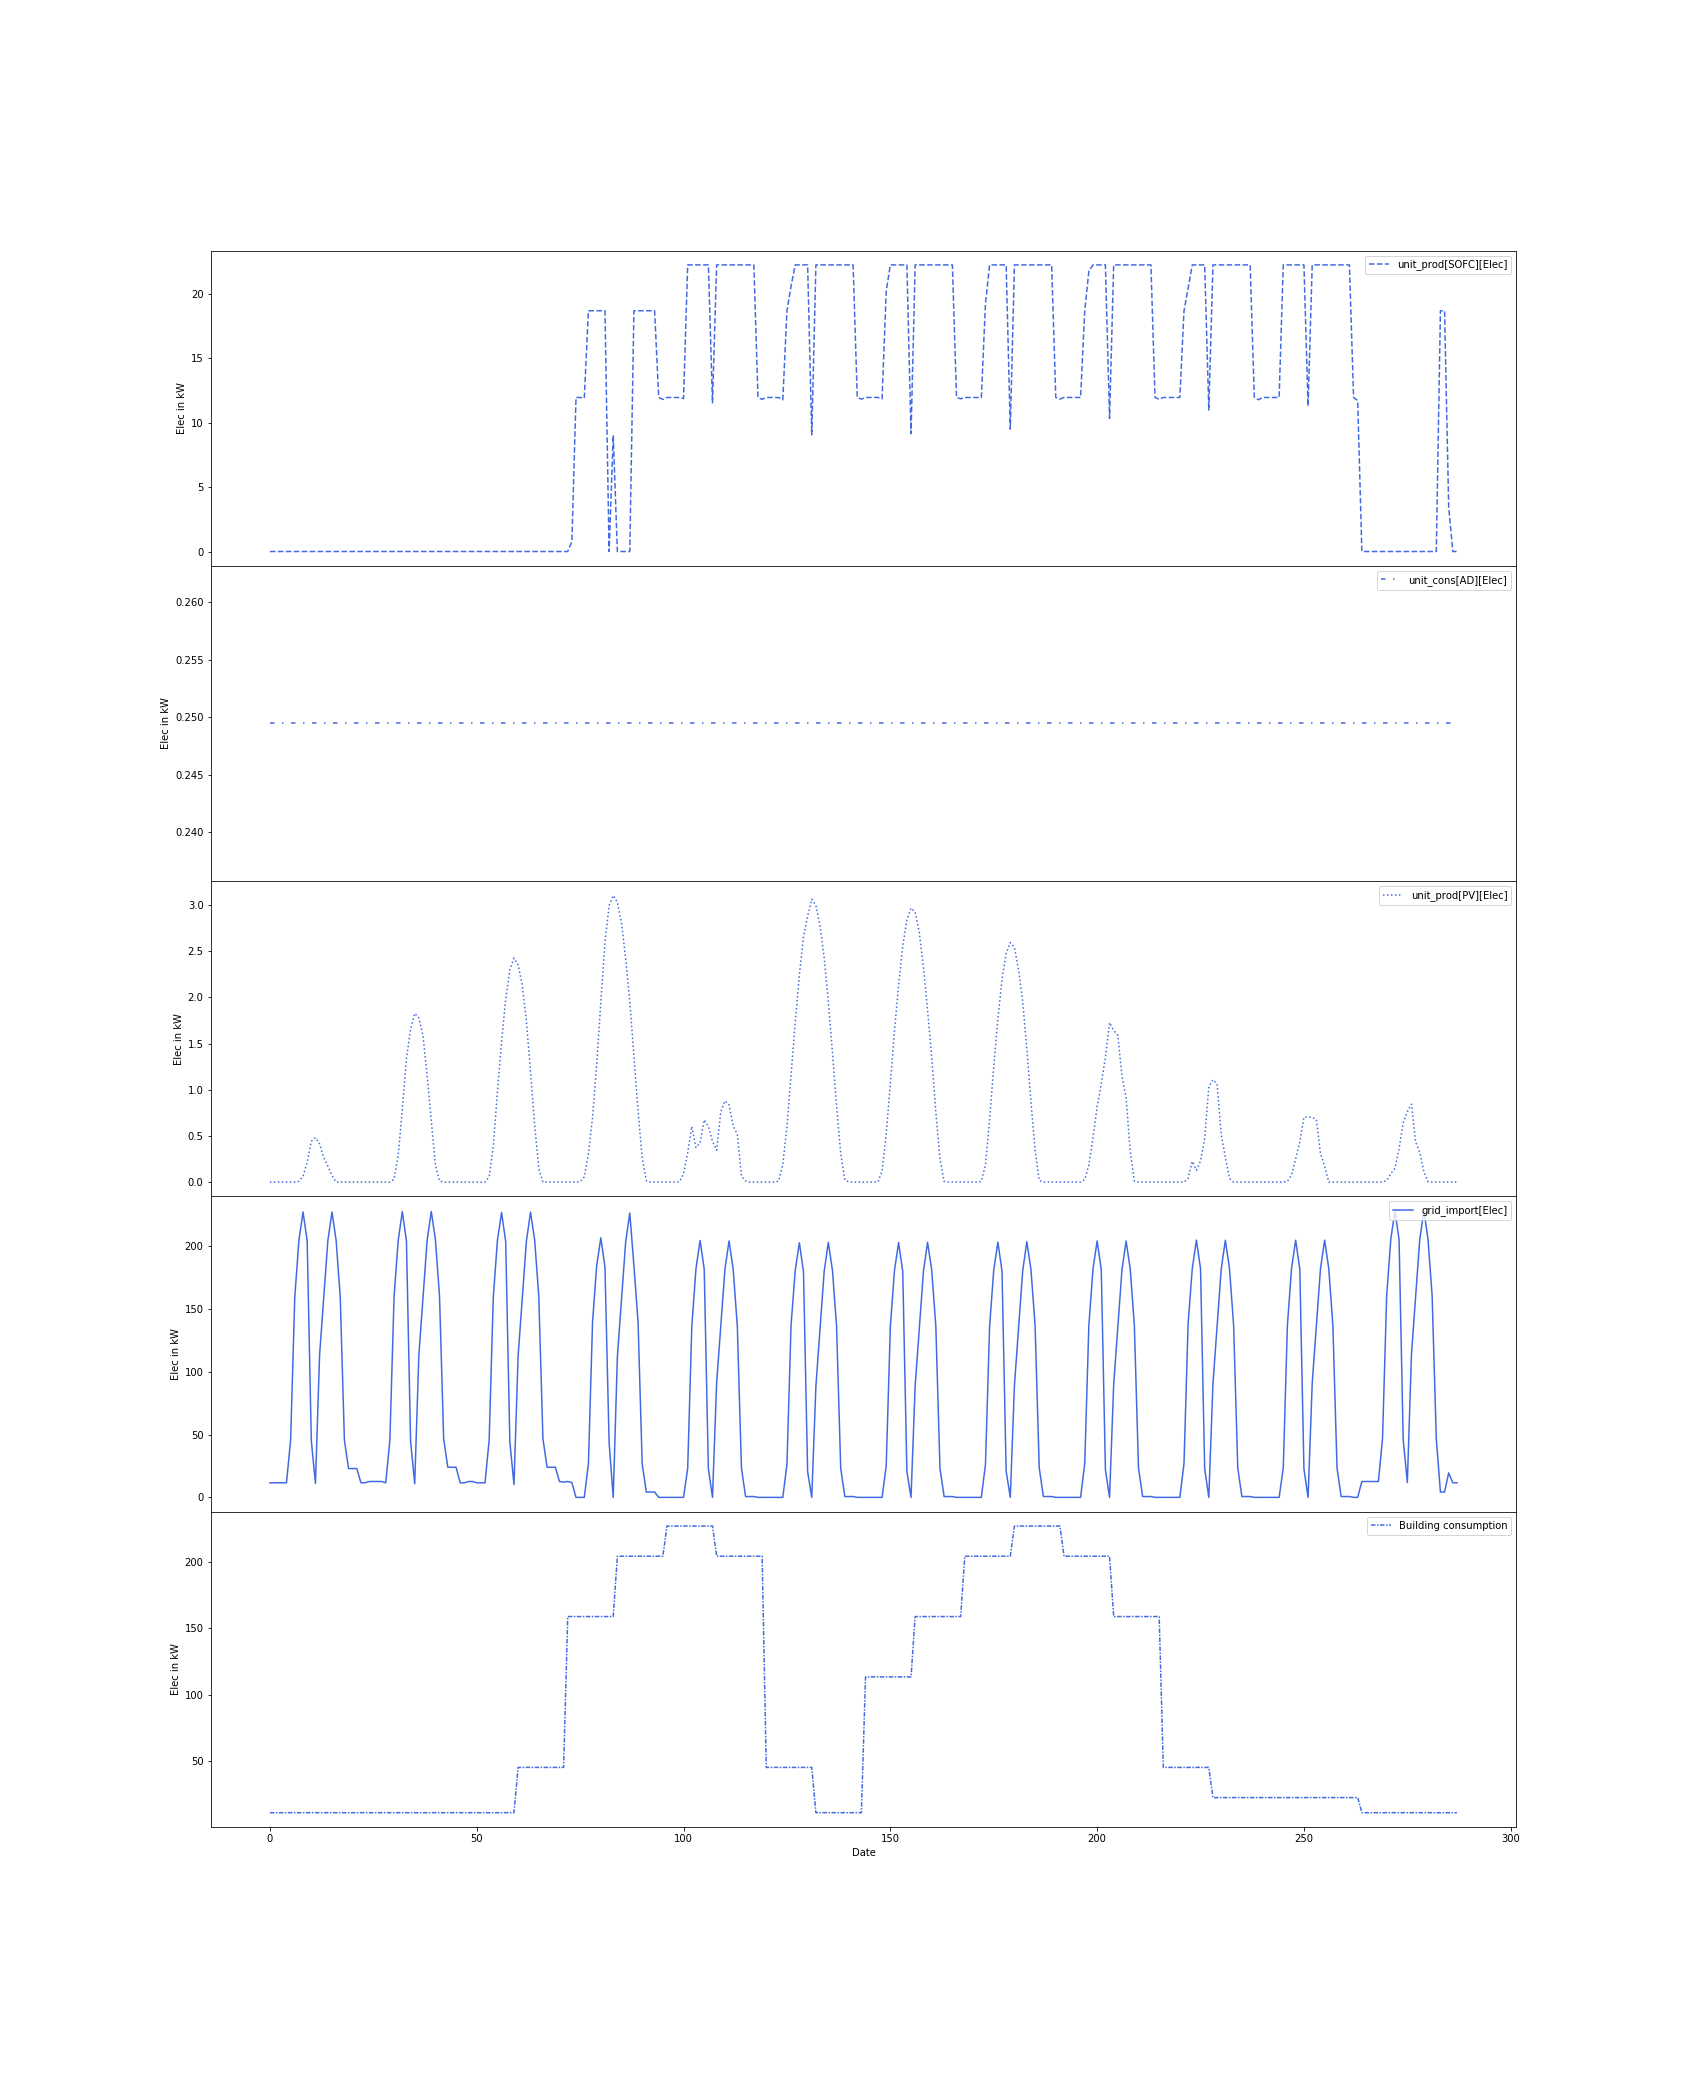 unit_prod[SOFC][Elec]
20
15
10
5
0
Elec in kW
unit_cons[AD][Elec]
0.260
0.255
0.250
0.245
0.240
Elec in kW
unit_prod[PV][Elec]
3.0
2.5
2.0
1.5
1.0
0.5
0.0
Elec in kW
grid_import[Elec]
200
150
100
50
0
Elec in kW
Building consumption
200
150
100
50
Elec in kW
0 50 100 150 200 250 300
Date